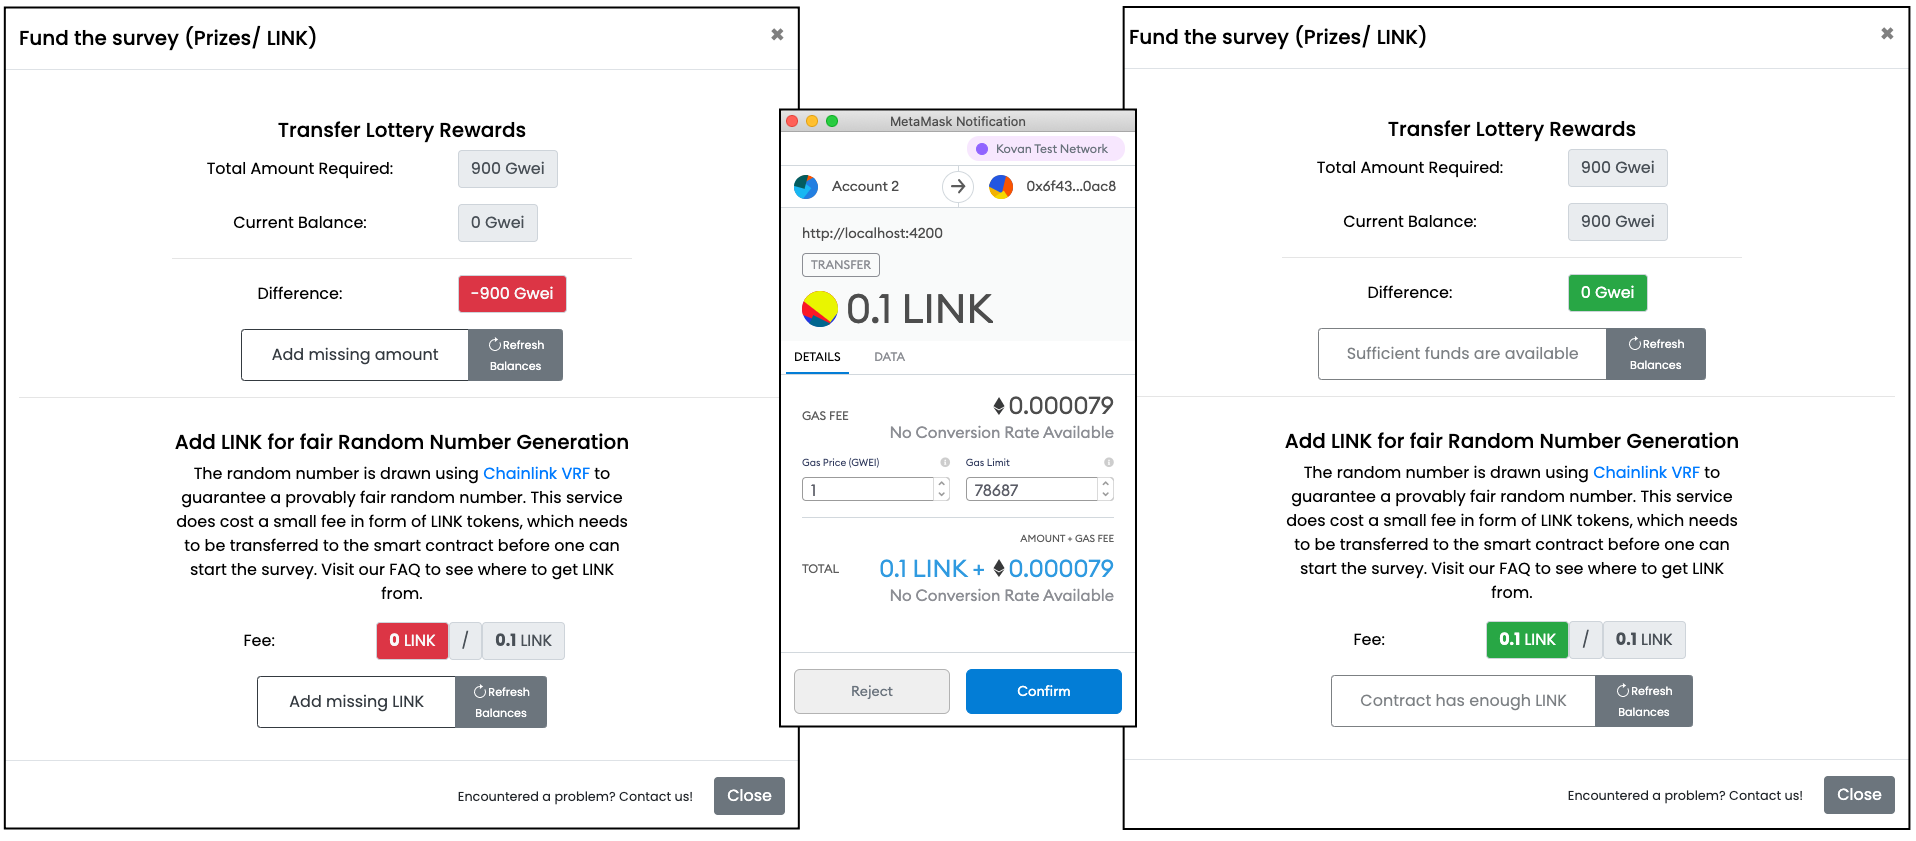 Fund the survey (Prizes/ LINK) ✖
Transfer Lottery Rewards
Total Amount Required: 900 Gwei
Current Balance: 0 Gwei
Difference: -900 Gwei
Add missing amount
Refresh
Balances
Add LINK for fair Random Number Generation
The random number is drawn using Chainlink VRF to
guarantee a provably fair random number. This service
does cost a small fee in form of LINK tokens, which needs
to be transferred to the smart contract before one can
start the survey. Visit our FAQ to see where to get LINK
from.
Fee: 0 LINK / 0.1 LINK
Add missing LINK
Refresh
Balances
Encountered a problem? Contact us! Close
MetaMask Notification
Kovan Test Network
Account 2 0x6f43...0ac8
http://localhost:4200
TRANSFER
0.1 LINK
DETAILS DATA
GAS FEE 0.000079
No Conversion Rate Available
Gas Price (GWEI) Gas Limit
1 78687
AMOUNT + GAS FEE
TOTAL 0.1 LINK + 0.000079
No Conversion Rate Available
Reject Confirm
Fund the survey (Prizes/ LINK) ✖
Transfer Lottery Rewards
Total Amount Required: 900 Gwei
Current Balance: 900 Gwei
Difference: 0 Gwei
Sufficient funds are available
Refresh
Balances
Add LINK for fair Random Number Generation
The random number is drawn using Chainlink VRF to
guarantee a provably fair random number. This service
does cost a small fee in form of LINK tokens, which needs
to be transferred to the smart contract before one can
start the survey. Visit our FAQ to see where to get LINK
from.
Fee: 0.1 LINK / 0.1 LINK
Contract has enough LINK
Refresh
Balances
Encountered a problem? Contact us! Close